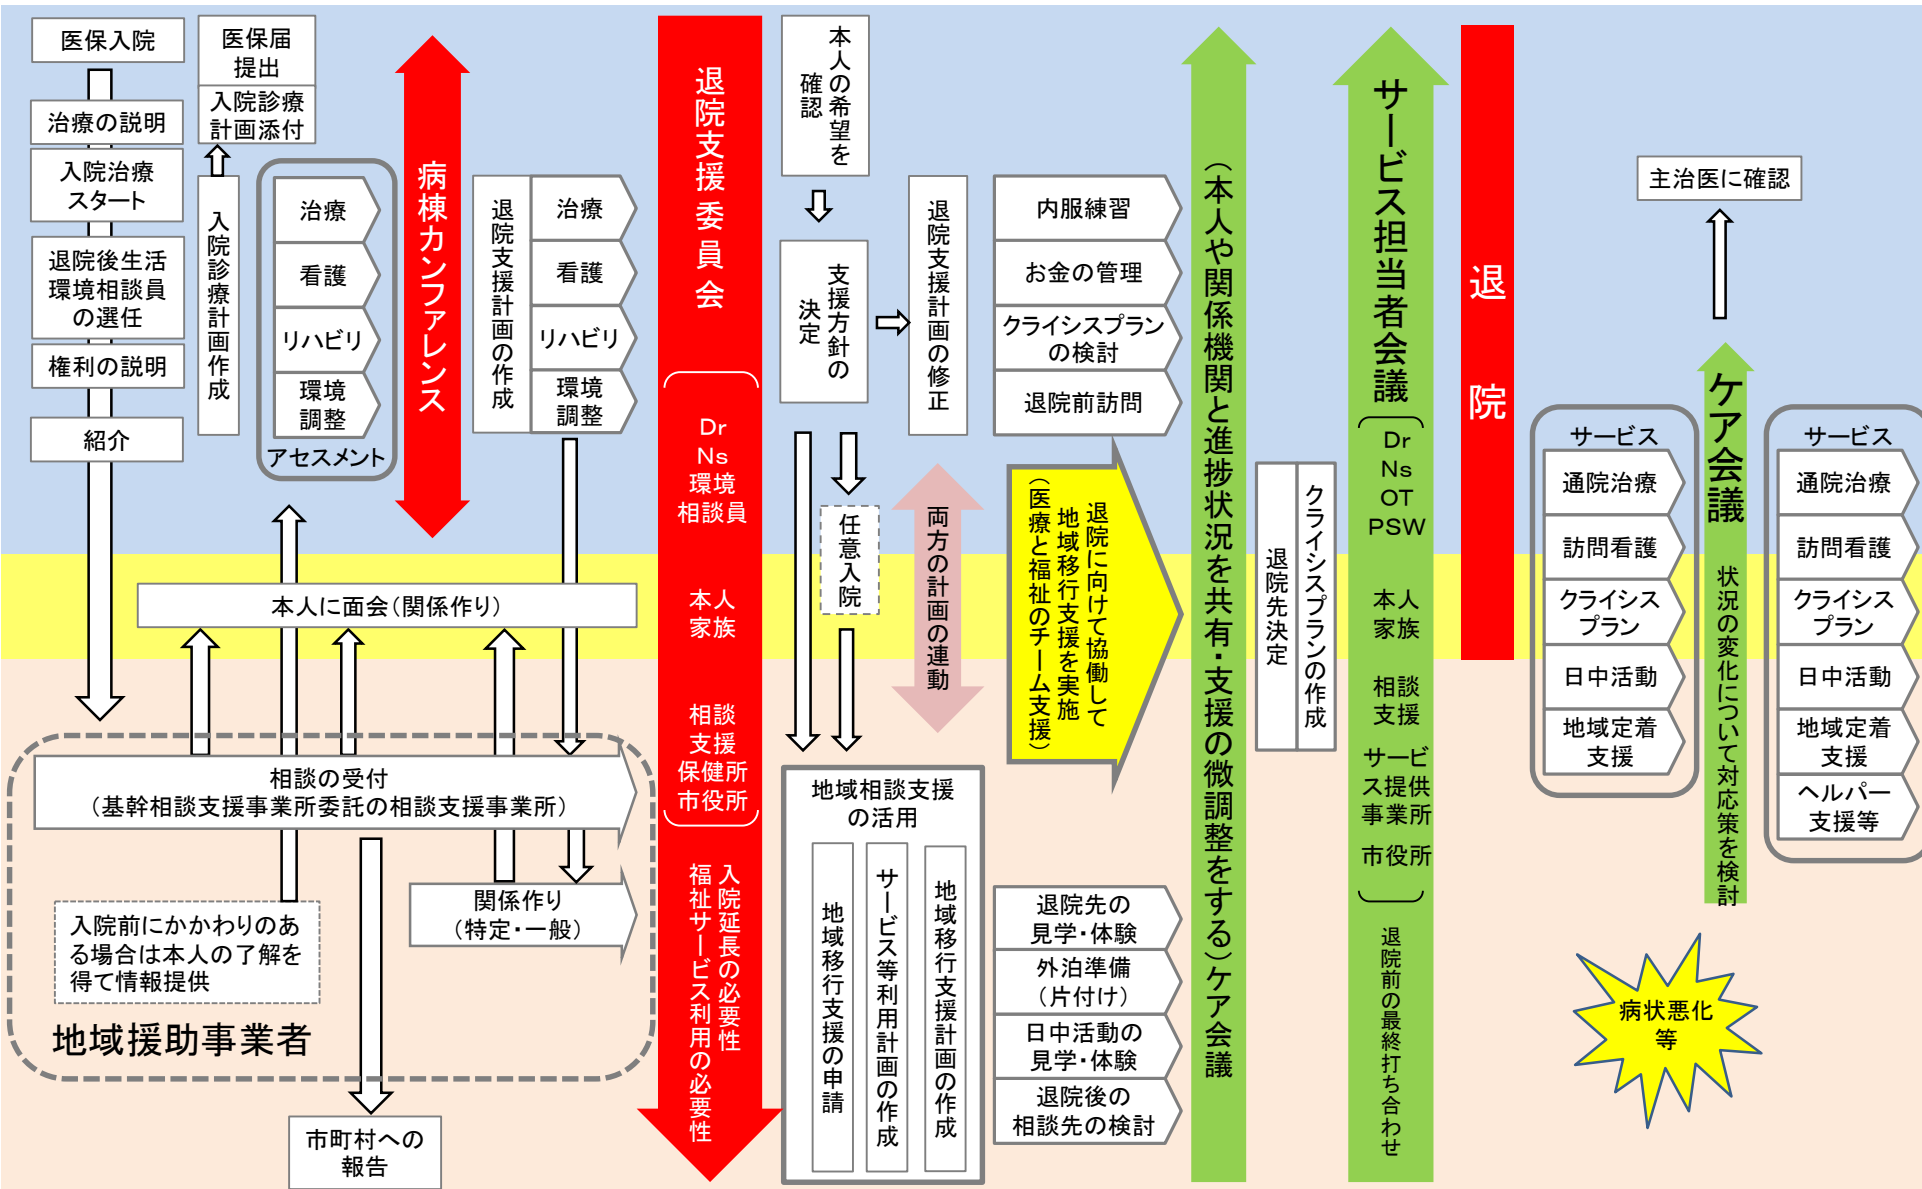 医保入院
治療の説明
入院治療
スタート
退院後生活
環境相談員
の選任
権利の説明
紹介
医保届
提出
入院診療
計画添付
入院診療計画作成
治療
看護
リハビリ
環境
調整
アセスメント
病棟カンファレンス
退院支援計画の作成
治療
看護
リハビリ
環境
調整
本人に面会(関係作り)
相談の受付
(基幹相談支援事業所委託の相談支援事業所)
関係作り
(特定・一般)
入院前にかかわりのあ
る場合は本人の了解を
得て情報提供
地域援助事業者
市町村への
報告
退院支援委員会
Dr
Ns
環境
相談員
本人
家族
相談
支援
保健所
市役所
入院延長の必要性
福祉サービス利用の必要性
本人の希望を
確認
支援方針の
決定
退院支援計画の修正
任意入院
両方の計画の連動
地域相談支援
の活用
地域移行支援の申請
サービス等利用計画の作成
地域移行支援計画の作成
内服練習
お金の管理
クライシスプラン
の検討
退院前訪問
退院に向けて協働して
地域移行支援を実施
(医療と福祉のチーム支援)
退院先の
見学・体験
外泊準備
(片付け)
日中活動の
見学・体験
退院後の
相談先の検討
(本人や関係機関と進捗状況を共有・支援の微調整をする)ケア会議
クライシスプランの作成
退院先決定
サービス担当者会議
Dr
Ns
OT
PSW
本人
家族
相談
支援
サービ
ス提供
事業所
市役所
退院前の最終打ち合わせ
退院
サービス
通院治療
訪問看護
クライシス
プラン
日中活動
地域定着
支援
主治医に確認
ケア会議
状況の変化について対応策を検討
病状悪化
等
サービス
通院治療
訪問看護
クライシス
プラン
日中活動
地域定着
支援
ヘルパー
支援等